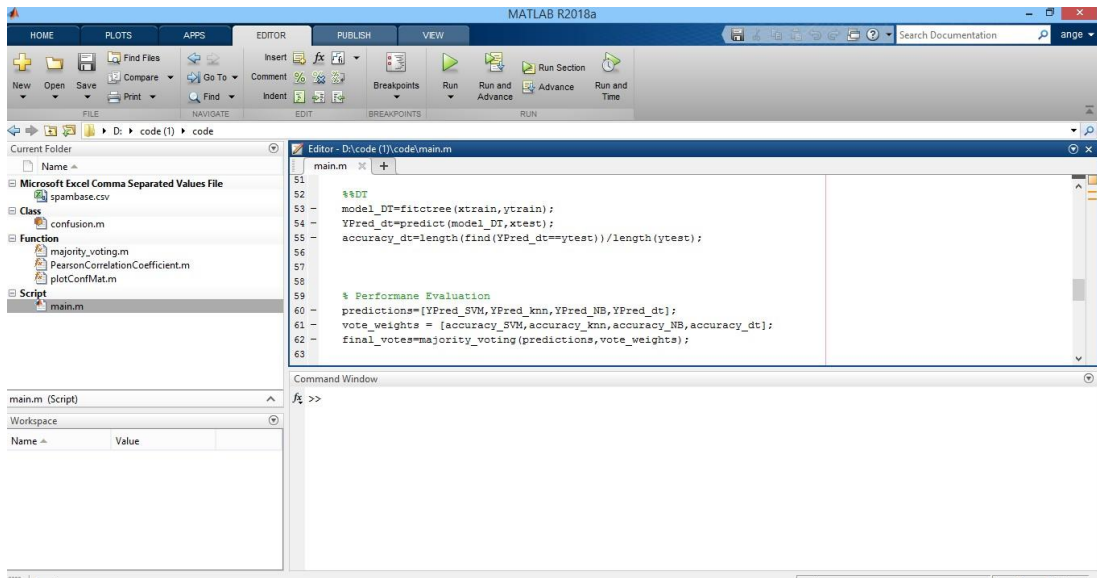 MATLAB R2018a
HOME PLOTS APPS EDITOR PUBLISH VIEW
Search Documentation
ange
New Open Save
Find Files
Compare
Print
Go To
Find
Insert
fx
Comment
Indent
Breakpoints
Run
Run and Advance
Run Section
Advance
Run and Time
FILE NAVIGATE EDIT BREAKPOINTS RUN
D: code (1) code
Current Folder
Name
Microsoft Excel Comma Separated Values File
spambase.csv
Class
confusion.m
Function
majority_voting.m
PearsonCorrelationCoefficient.m
plotConfMat.m
Script
main.m
main.m (Script)
Workspace
Name Value
Editor - D:\code (1)\code\main.m
main.m
51
52 %%DT
53 – model_DT=fitctree(xtrain,ytrain);
54 – YPred_dt=predict(model_DT,xtest);
55 – accuracy_dt=length(find(YPred_dt==ytest))/length(ytest);
56
57
58
59 % Performane Evaluation
60 – predictions=[YPred_SVM,YPred_knn,YPred_NB,YPred_dt];
61 – vote_weights = [accuracy_SVM,accuracy_knn,accuracy_NB,accuracy_dt];
62 – final_votes=majority_voting(predictions,vote_weights);
63
Command Window
fx >>